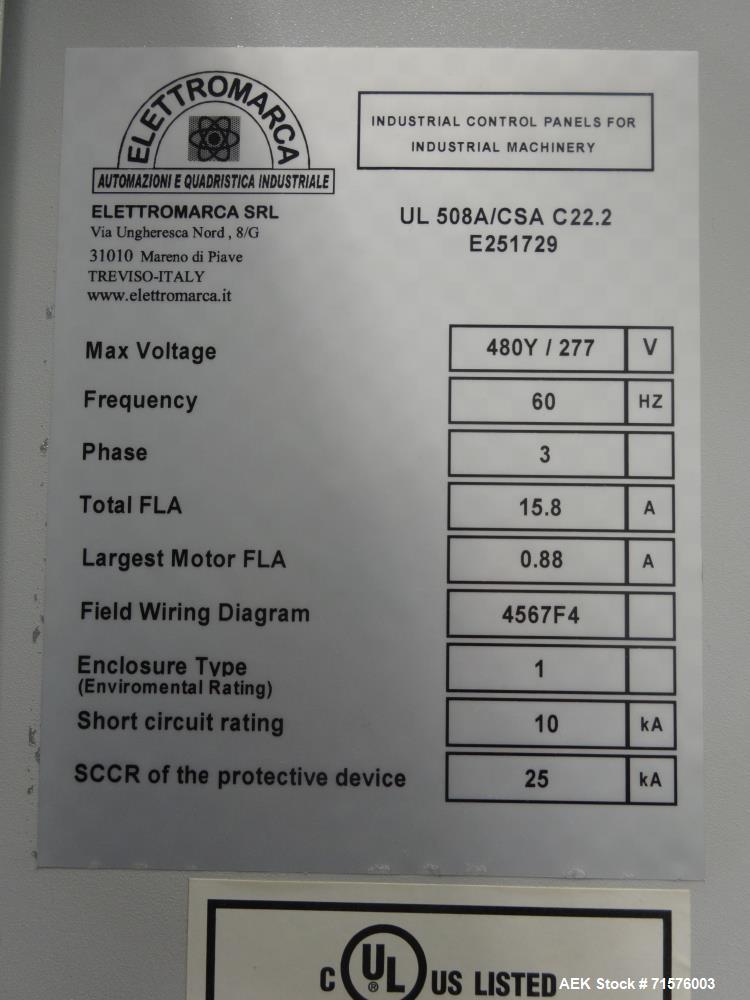 ELETTROMARCA
AUTOMAZIONI E QUADRISTICA INDUSTRIALE
INDUSTRIAL CONTROL PANELS FOR
INDUSTRIAL MACHINERY
ELETTROMARCA SRL
Via Ungheresca Nord , 8/G
31010 Mareno di Piave
TREVISO-ITALY
www.elettromarca.it
UL 508A/CSA C22.2
E251729
Max Voltage 480Y / 277 V
Frequency 60 HZ
Phase 3
Total FLA 15.8 A
Largest Motor FLA 0.88 A
Field Wiring Diagram 4567F4
Enclosure Type 1
(Enviromental Rating)
Short circuit rating 10 kA
SCCR of the protective device 25 kA
C UL ® US LISTED
AEK Stock # 71576003